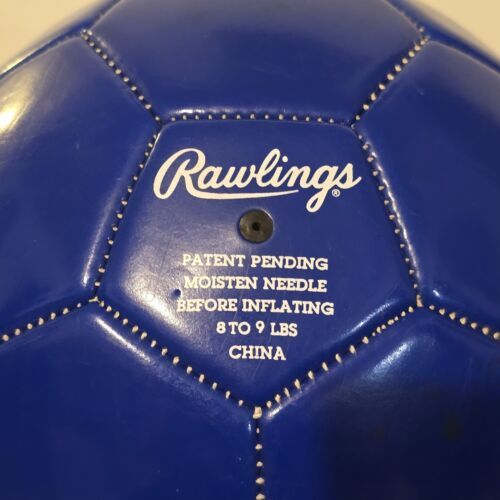 Rawlings®
PATENT PENDING
MOISTEN NEEDLE
BEFORE INFLATING
8 TO 9 LBS
CHINA